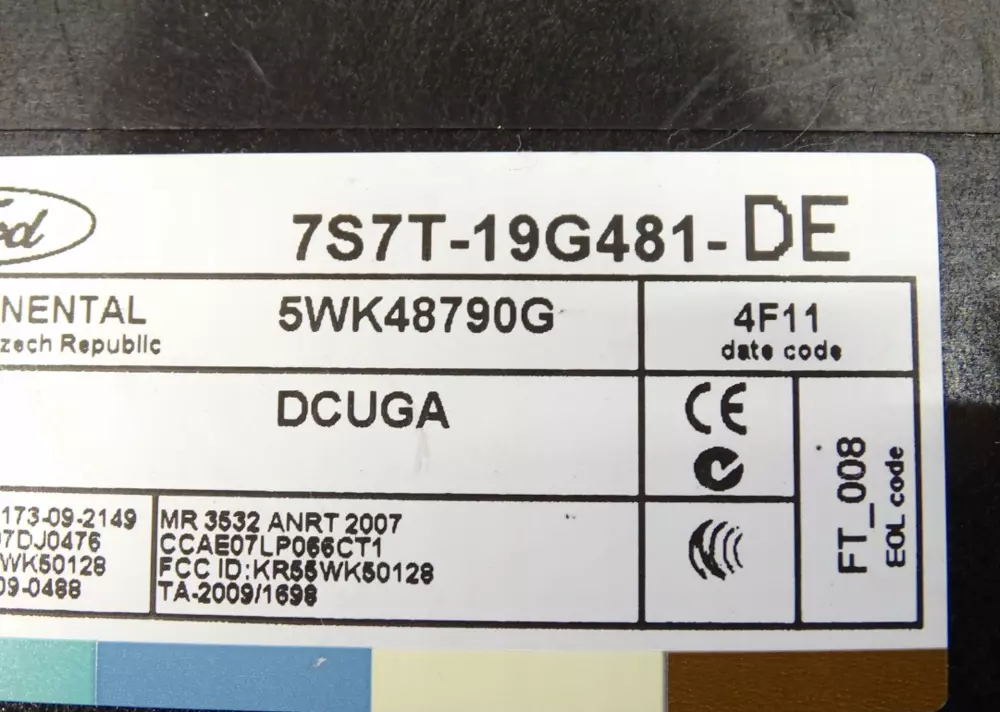 7S7T-19G481-DE
NENTAL
zech Republic
5WK48790G
4F11
date code
DCUGA
CE
FT_008
EOL code
173-09-2149
7DJ0476
WK50128
09-0488
MR 3532 ANRT 2007
CCAE07LP066CT1
FCC ID:KR55WK50128
TA-2009/1698